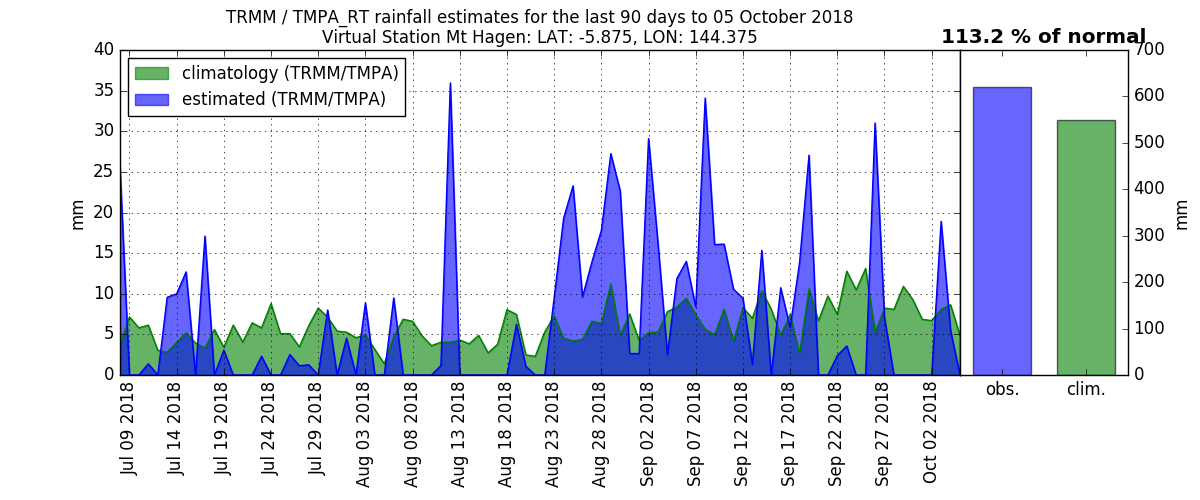 TRMM / TMPA_RT rainfall estimates for the last 90 days to 05 October 2018
Virtual Station Mt Hagen: LAT: -5.875, LON: 144.375
113.2 % of normal
climatology (TRMM/TMPA)
estimated (TRMM/TMPA)
40
35
30
25
20
15
10
5
0
mm
Jul 09 2018
Jul 14 2018
Jul 19 2018
Jul 24 2018
Jul 29 2018
Aug 03 2018
Aug 08 2018
Aug 13 2018
Aug 18 2018
Aug 23 2018
Aug 28 2018
Sep 02 2018
Sep 07 2018
Sep 12 2018
Sep 17 2018
Sep 22 2018
Sep 27 2018
Oct 02 2018
obs.
clim.
700
600
500
400
300
200
100
0
mm